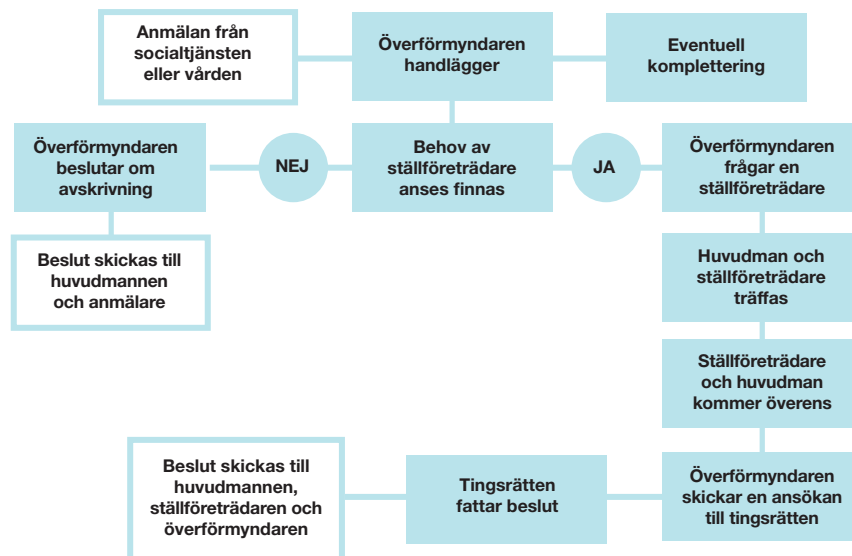 Anmälan från
socialtjänsten
eller vården
Överförmyndaren
handlägger
Eventuell
komplettering
Överförmyndaren
beslutar om
avskrivning
NEJ
Behov av
ställföreträdare
anses finnas
JA
Överförmyndaren
frågar en
ställföreträdare
Beslut skickas till
huvudmannen
och anmälare
Huvudman och
ställföreträdare
träffas
Ställföreträdare
och huvudman
kommer överens
Beslut skickas till
huvudmannen,
ställföreträdaren och
överförmyndaren
Tingsrätten
fattar beslut
Överförmyndaren
skickar en ansökan
till tingsrätten